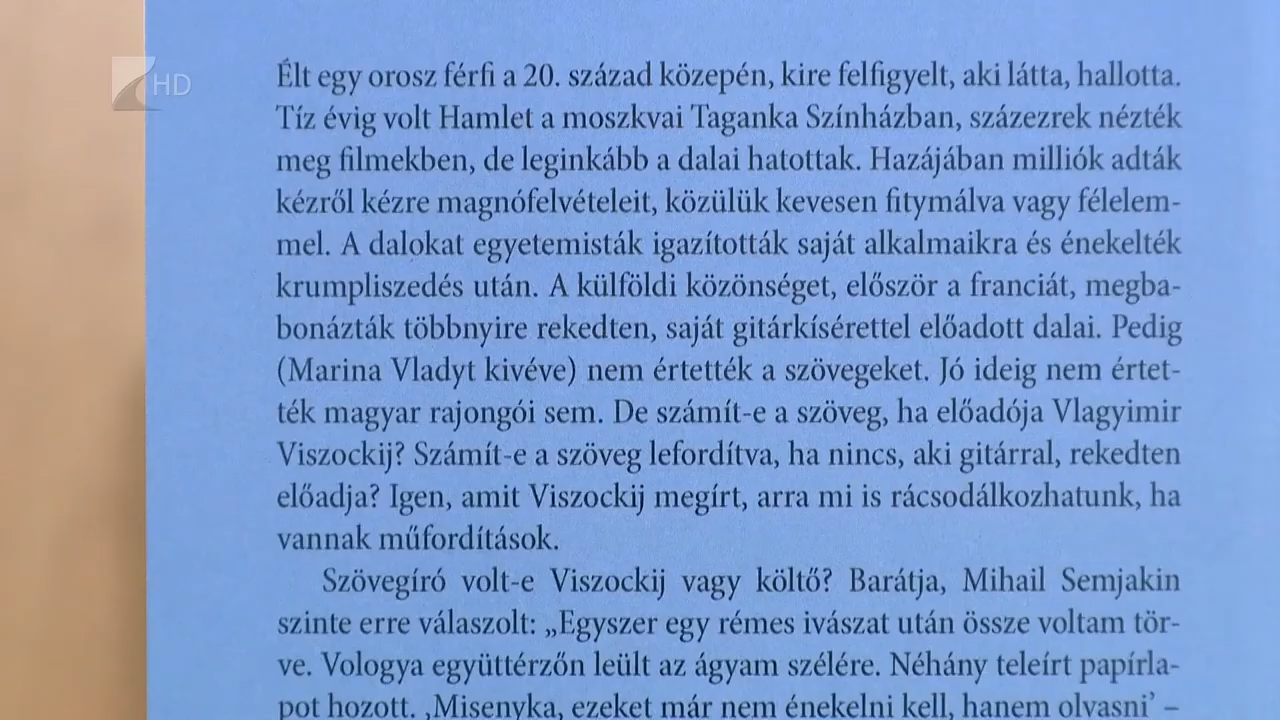 HD
Élt egy orosz férfi a 20. század közepén, kire felfigyelt, aki látta, hallotta.
Tíz évig volt Hamlet a moszkvai Taganka Színházban, százezrek nézték
meg filmekben, de leginkább a dalai hatottak. Hazájában milliók adták
kézről kézre magnófelvételeit, közülük kevesen fitymálva vagy félelem-
mel. A dalokat egyetemisták igazították saját alkalmaikra és énekelték
krumpliszedés után. A külföldi közönséget, először a franciát, megba-
bonázták többnyire rekedten, saját gitárkísérettel előadott dalai. Pedig
(Marina Vladyt kivéve) nem értették a szövegeket. Jó ideig nem értet-
ték magyar rajongói sem. De számít-e a szöveg, ha előadója Vlagyimir
Viszockij? Számít-e a szöveg lefordítva, ha nincs, aki gitárral, rekedten
előadja? Igen, amit Viszockij megírt, arra mi is rácsodálkozhatunk, ha
vannak műfordítások.
Szövegíró volt-e Viszockij vagy költő? Barátja, Mihail Semjakin
szinte erre válaszolt: „Egyszer egy rémes ivászat után össze voltam tör-
ve. Vologya együttérzőn leült az ágyam szélére. Néhány teleírt papírla-
pot hozott. ‚Misenyka, ezeket már nem énekelni kell, hanem olvasni’ –